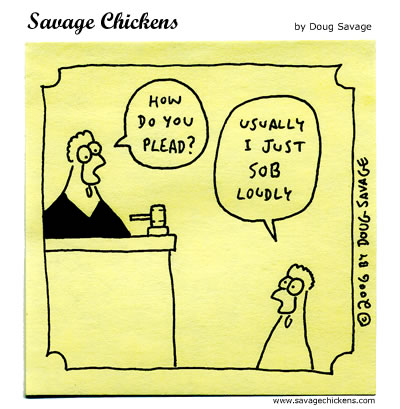 Savage Chickens
by Doug Savage
HOW
DO YOU
PLEAD?
USUALLY
I JUST
SOB
LOUDLY
©2006 BY DOUG SAVAGE
www.savagechickens.com